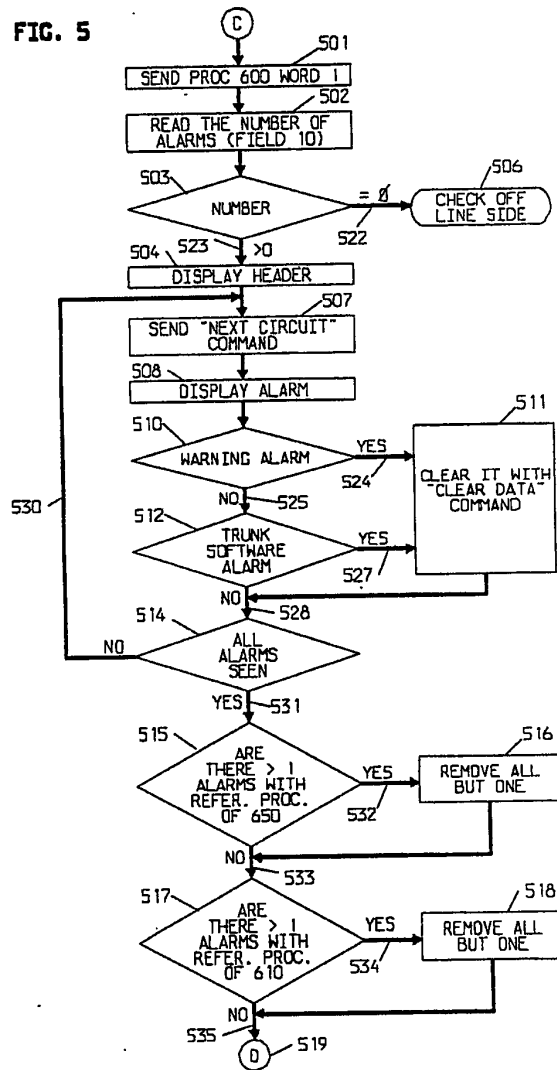 FIG. 5
C
501
SEND PROC 600 WORD 1
502
READ THE NUMBER OF
ALARMS (FIELD 10)
503
NUMBER
= 0
522
506
CHECK OFF
LINE SIDE
523
>0
504
DISPLAY HEADER
507
SEND "NEXT CIRCUIT"
COMMAND
508
DISPLAY ALARM
510
WARNING ALARM
YES
524
511
CLEAR IT WITH
"CLEAR DATA"
COMMAND
NO
525
512
TRUNK
SOFTWARE
ALARM
YES
527
530
NO
528
514
ALL
ALARMS
SEEN
NO
YES
531
515
ARE
THERE > 1
ALARMS WITH
REFER. PROC.
OF 650
YES
532
516
REMOVE ALL
BUT ONE
NO
533
517
ARE
THERE > 1
ALARMS WITH
REFER. PROC.
OF 610
YES
534
518
REMOVE ALL
BUT ONE
NO
535
D
519